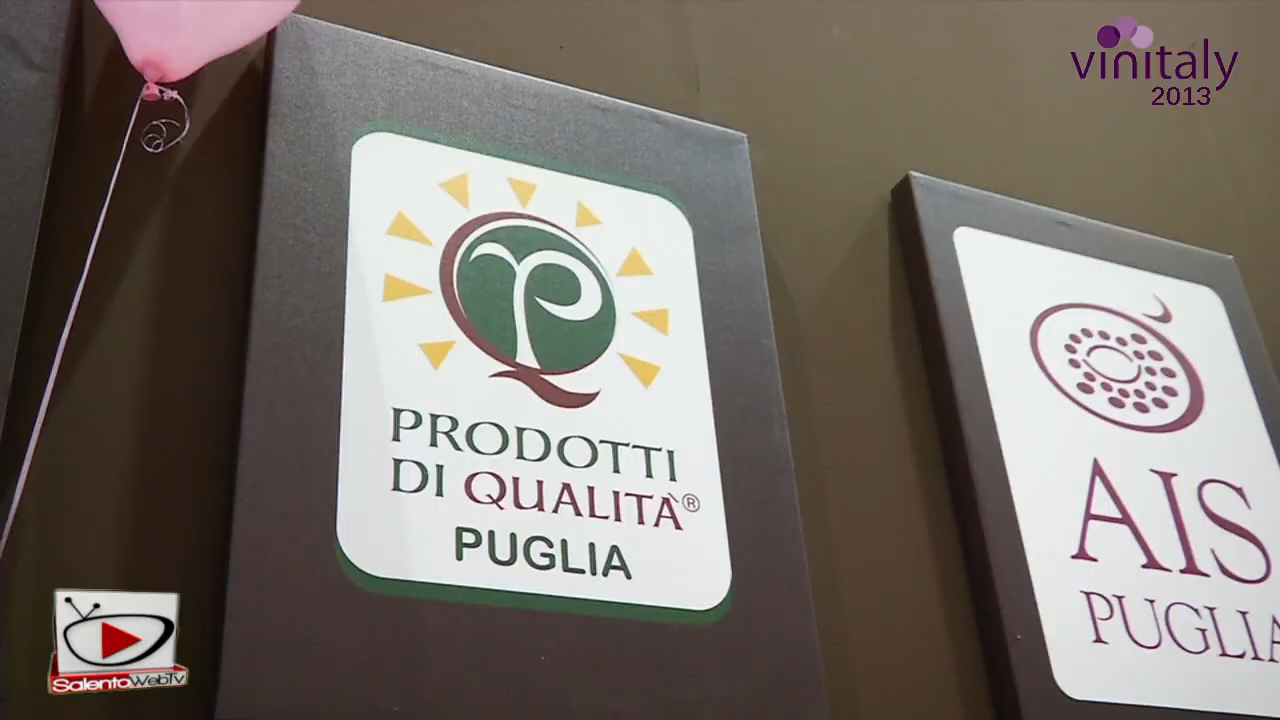 vinitaly
2013
PRODOTTI
DI QUALITÀ®
PUGLIA
AIS
PUGLIA
SalentoWebTv